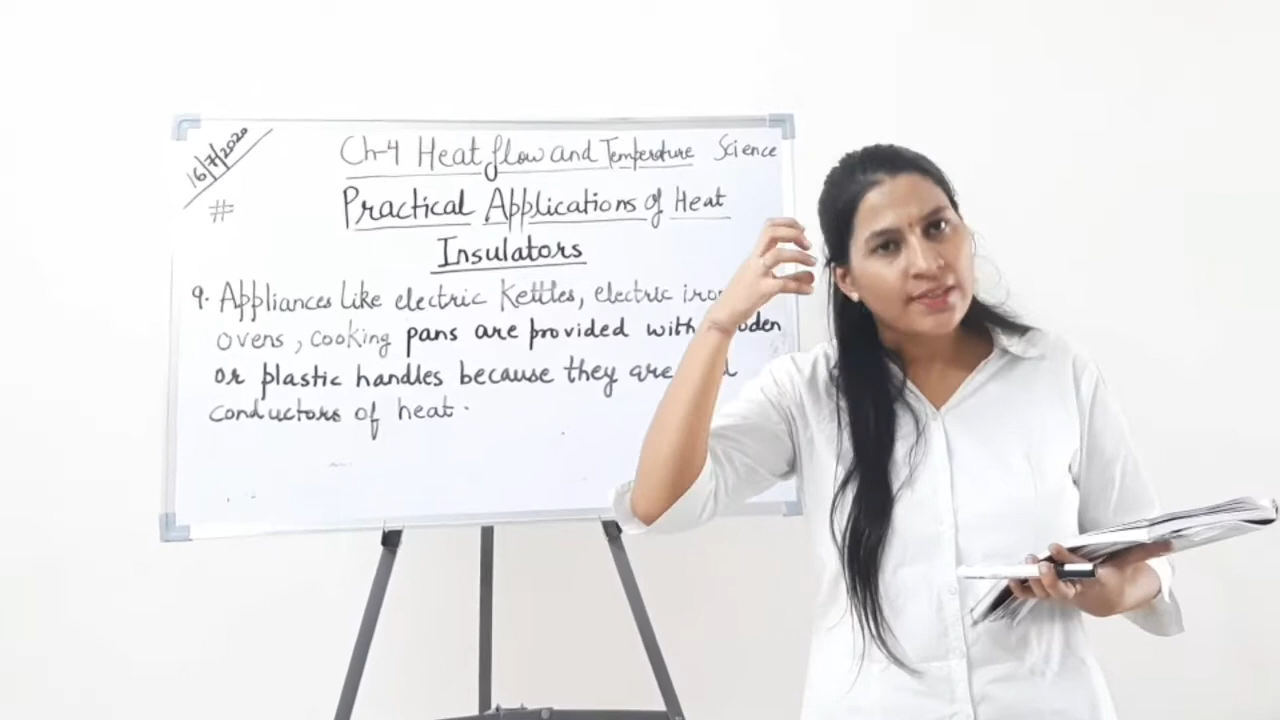 16/7/2020
Ch-4 Heat flow and Temperature Science
#
Practical Applications of Heat
Insulators
9. Appliances like electric Kettles, electric
ovens, cooking pans are provided with
or plastic handles because they are
conductors of heat.